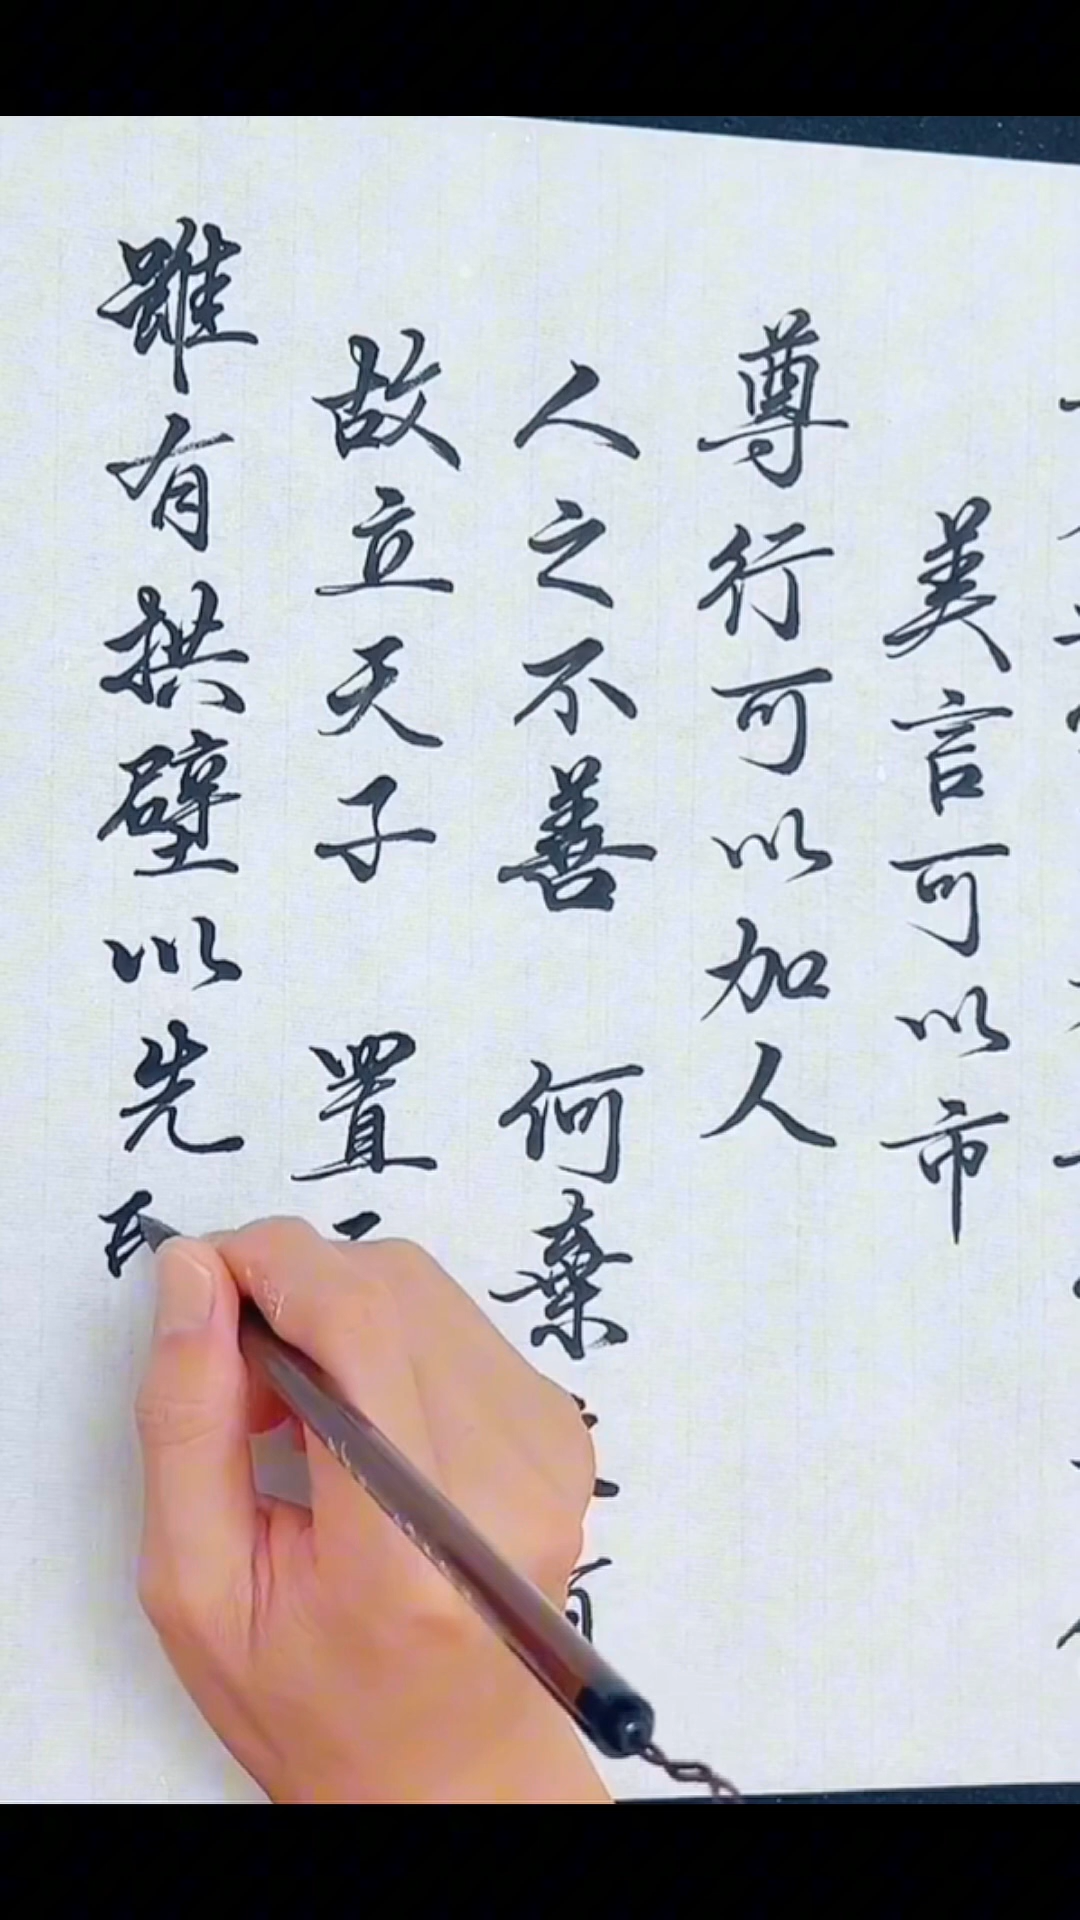 美言可以市
尊行可以加人
人之不善 何棄
故立天子 置三
雖有拱璧以先